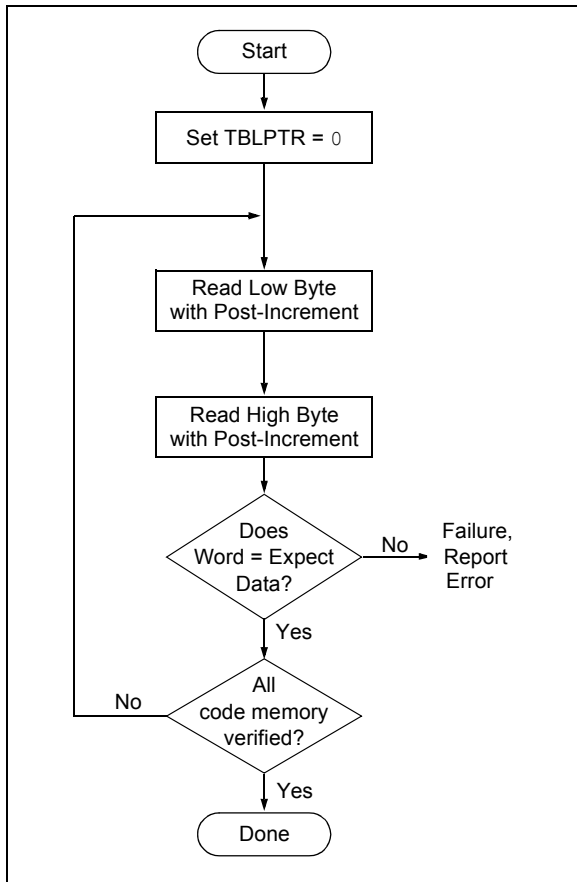 Start
Set TBLPTR = 0
Read Low Byte
with Post-Increment
Read High Byte
with Post-Increment
Does
Word = Expect
Data?
No
Failure,
Report
Error
Yes
All
code memory
verified?
No
Yes
Done